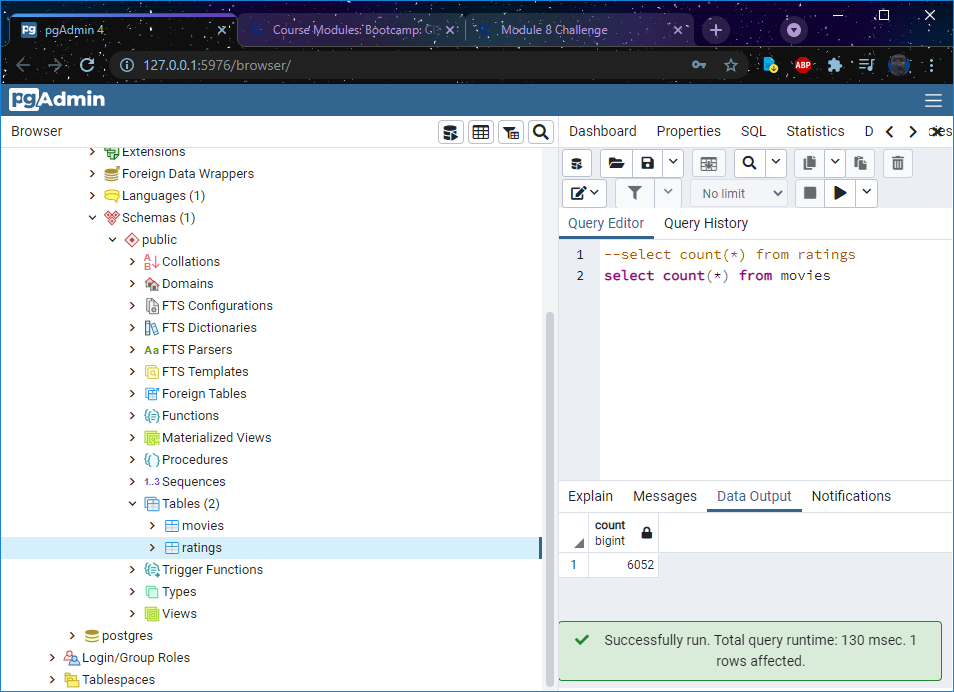 pgAdmin 4
Course Modules: Bootcamp: G
Module 8 Challenge
127.0.0.1:5976/browser/
ABP
pgAdmin
Browser
Dashboard Properties SQL Statistics D
Extensions
Foreign Data Wrappers
Languages (1)
Schemas (1)
public
Collations
Domains
FTS Configurations
FTS Dictionaries
Aa FTS Parsers
FTS Templates
Foreign Tables
Functions
Materialized Views
Procedures
1..3 Sequences
Tables (2)
movies
ratings
Trigger Functions
Types
Views
postgres
Login/Group Roles
Tablespaces
No limit
Query Editor Query History
1 --select count(*) from ratings
2 select count(*) from movies
Explain Messages Data Output Notifications
count
bigint
1 6052
Successfully run. Total query runtime: 130 msec. 1
rows affected.